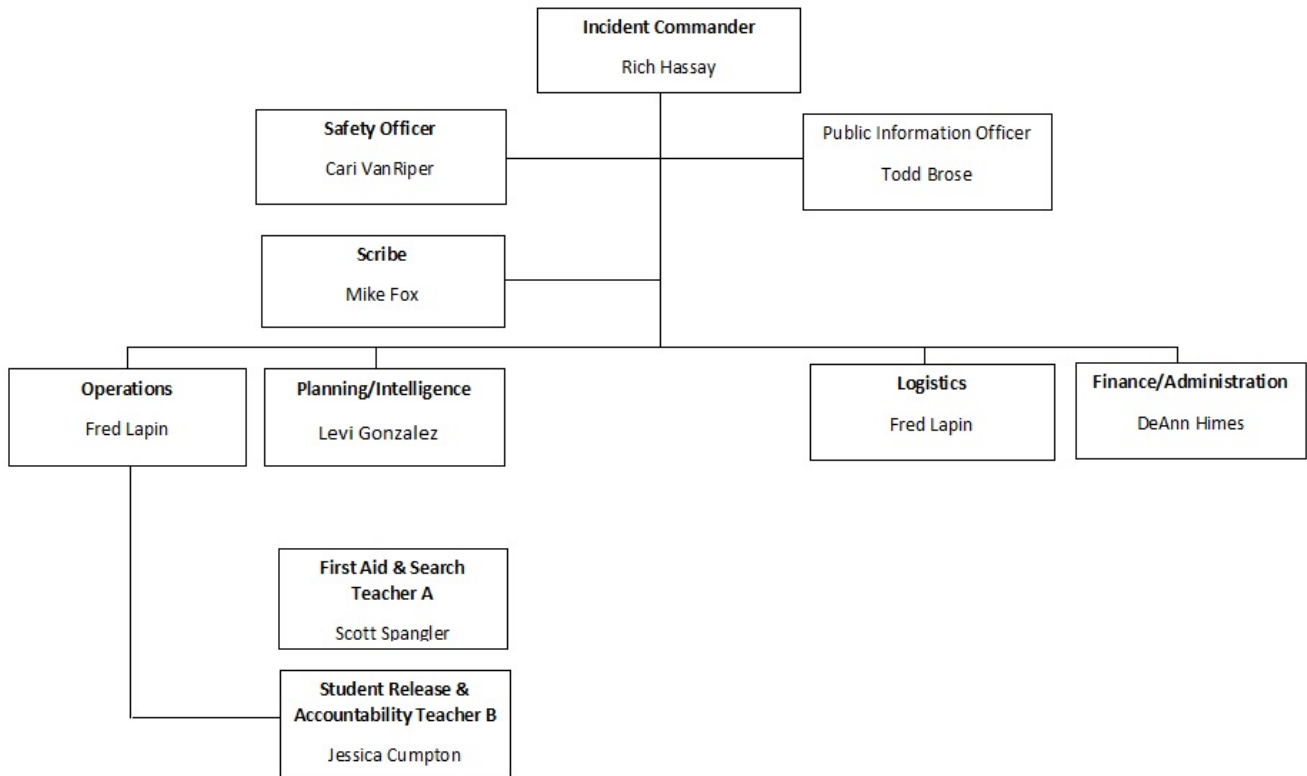 Incident Commander
Rich Hassay
Safety Officer
Cari VanRiper
Public Information Officer
Todd Brose
Scribe
Mike Fox
Operations
Fred Lapin
Planning/Intelligence
Levi Gonzalez
Logistics
Fred Lapin
Finance/Administration
DeAnn Himes
First Aid & Search
Teacher A
Scott Spangler
Student Release &
Accountability Teacher B
Jessica Cumpton